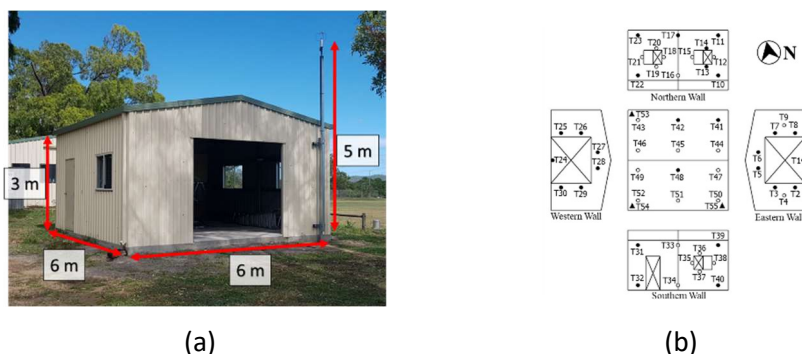 3 m
5 m
6 m
6 m
(a)
T23 T17 T11
T20 T14
T21 T18 T15 T12
T19 T16 T13
T22 T10
Northern Wall
N
T53
T43 T42 T41
T46 T45 T44
T49 T48 T47
T52 T51 T50
T54 T55
T25 T26
T27
T24
T28
T30 T29
Western Wall
T9
T7 T8
T6
T1
T5
T3 T2
T4
Eastern Wall
T39
T31 T33
T36
T35 T38
T37
T32 T34 T40
Southern Wall
(b)